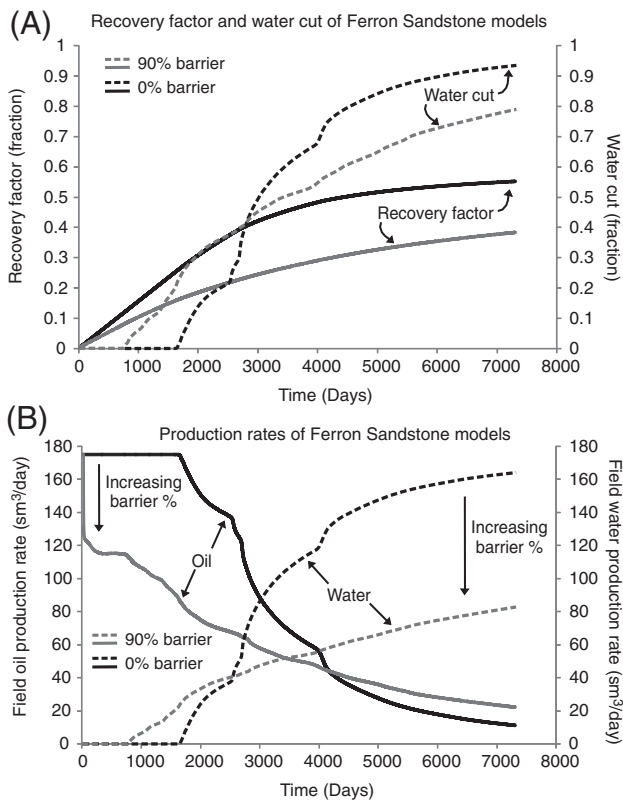 (A)
Recovery factor and water cut of Ferron Sandstone models
Recovery factor (fraction)
1
0.9
0.8
0.7
0.6
0.5
0.4
0.3
0.2
0.1
0
90% barrier
0% barrier
Water cut
Recovery factor
1
0.9
0.8
0.7
0.6
0.5
0.4
0.3
0.2
0.1
0
Water cut (fraction)
0 1000 2000 3000 4000 5000 6000 7000 8000
Time (Days)
(B)
Production rates of Ferron Sandstone models
Field oil production rate (sm³/day)
180
160
140
120
100
80
60
40
20
0
Increasing
barrier %
Oil
Water
90% barrier
0% barrier
Increasing
barrier %
180
160
140
120
100
80
60
40
20
0
Field water production rate (sm³/day)
0 1000 2000 3000 4000 5000 6000 7000 8000
Time (Days)